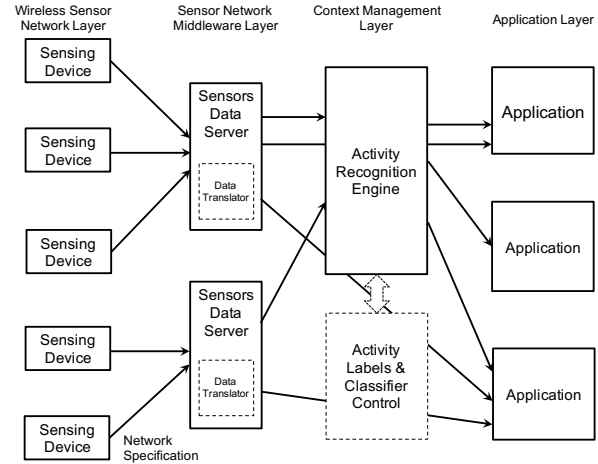 Wireless Sensor
Network Layer
Sensor Network
Middleware Layer
Context Management
Layer
Application Layer
Sensing
Device
Sensing
Device
Sensing
Device
Sensing
Device
Sensing
Device
Network
Specification
Sensors
Data
Server
Data
Translator
Sensors
Data
Server
Data
Translator
Activity
Recognition
Engine
Activity
Labels &
Classifier
Control
Application
Application
Application